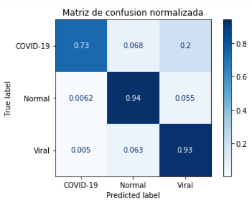 Matriz de confusion normalizada
COVID-19 0.73 0.068 0.2
Normal 0.0062 0.94 0.055
Viral 0.005 0.063 0.93
COVID-19 Normal Viral
True label
Predicted label
0.8
0.6
0.4
0.2